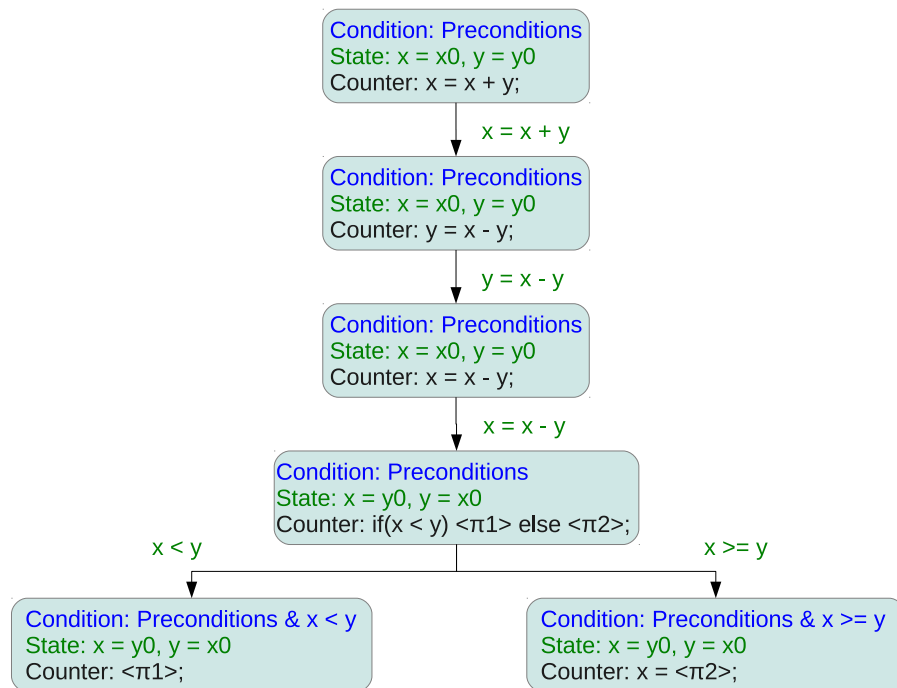 Condition: Preconditions
State: x = x0, y = y0
Counter: x = x + y;
x = x + y
Condition: Preconditions
State: x = x0, y = y0
Counter: y = x - y;
y = x - y
Condition: Preconditions
State: x = x0, y = y0
Counter: x = x - y;
x = x - y
Condition: Preconditions
State: x = y0, y = x0
Counter: if(x < y) <π1> else <π2>;
x < y
x >= y
Condition: Preconditions & x < y
State: x = y0, y = x0
Counter: <π1>;
Condition: Preconditions & x >= y
State: x = y0, y = x0
Counter: x = <π2>;